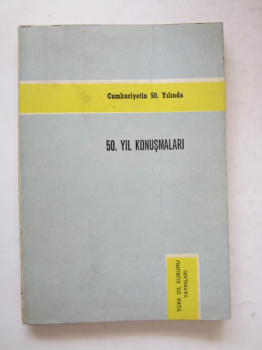 Cumhuriyetin 50. Yılında
50. YIL KONUŞMALARI
TÜRK DİL KURUMU
YAYINLARI